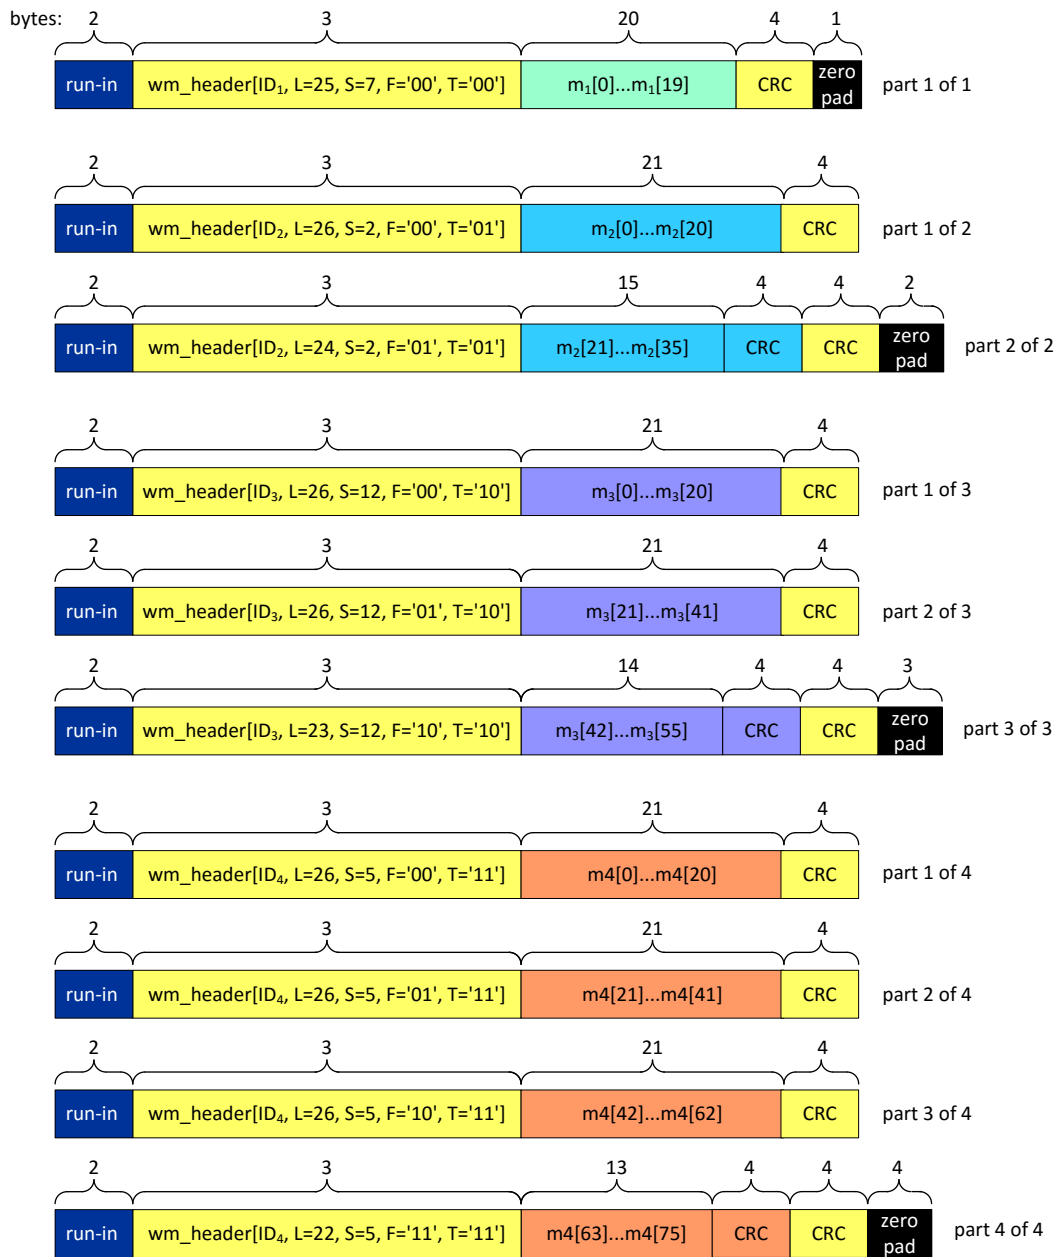 bytes: 2 3 20 4 1
run-in wm_header[ID₁, L=25, S=7, F='00', T='00'] m₁[0]...m₁[19] CRC zero pad part 1 of 1
2 3 21 4
run-in wm_header[ID₂, L=26, S=2, F='00', T='01'] m₂[0]...m₂[20] CRC part 1 of 2
2 3 15 4 4 2
run-in wm_header[ID₂, L=24, S=2, F='01', T='01'] m₂[21]...m₂[35] CRC CRC zero pad part 2 of 2
2 3 21 4
run-in wm_header[ID₃, L=26, S=12, F='00', T='10'] m₃[0]...m₃[20] CRC part 1 of 3
2 3 21 4
run-in wm_header[ID₃, L=26, S=12, F='01', T='10'] m₃[21]...m₃[41] CRC part 2 of 3
2 3 14 4 4 3
run-in wm_header[ID₃, L=23, S=12, F='10', T='10'] m₃[42]...m₃[55] CRC CRC zero pad part 3 of 3
2 3 21 4
run-in wm_header[ID₄, L=26, S=5, F='00', T='11'] m4[0]...m4[20] CRC part 1 of 4
2 3 21 4
run-in wm_header[ID₄, L=26, S=5, F='01', T='11'] m4[21]...m4[41] CRC part 2 of 4
2 3 21 4
run-in wm_header[ID₄, L=26, S=5, F='10', T='11'] m4[42]...m4[62] CRC part 3 of 4
2 3 13 4 4 4
run-in wm_header[ID₄, L=22, S=5, F='11', T='11'] m4[63]...m4[75] CRC CRC zero pad part 4 of 4